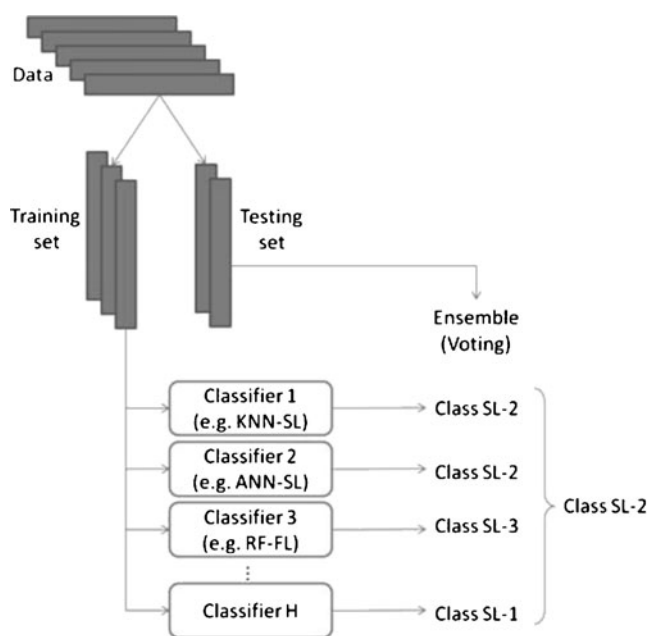 Data
Training
set
Testing
set
Ensemble
(Voting)
Classifier 1
(e.g. KNN-SL)
Class SL-2
Classifier 2
(e.g. ANN-SL)
Class SL-2
Classifier 3
(e.g. RF-FL)
Class SL-3
Class SL-2
...
Classifier H
Class SL-1